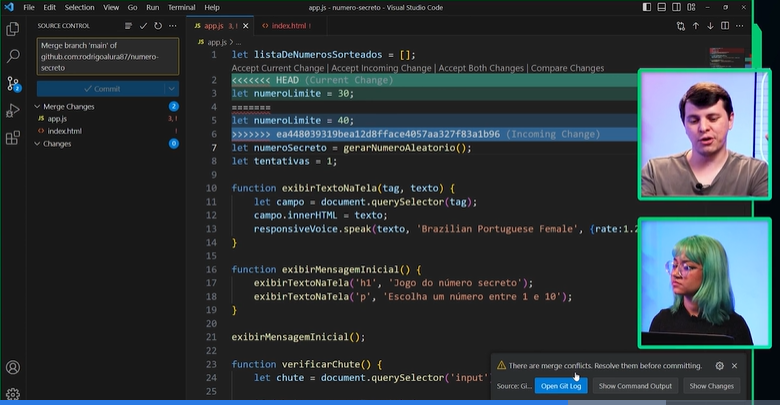 File Edit Selection View Go Run Terminal Help
app.js - numero-secreto - Visual Studio Code
SOURCE CONTROL
Merge branch 'main' of
github.com:rodrigoalura87/numero-
secreto
Commit
Merge Changes 2
app.js 3, !
index.html !
Changes 0
app.js 3, !
index.html !
app.js > ...
1 let listaDeNumerosSorteados = [];
Accept Current Change | Accept Incoming Change | Accept Both Changes | Compare Changes
2 <<<<<<< HEAD (Current Change)
3 let numeroLimite = 30;
4 =======
5 let numeroLimite = 40;
6 >>>>>>> ea448039319bea12d8fface4057aa327f83a1b96 (Incoming Change)
7 let numeroSecreto = gerarNumeroAleatorio();
8 let tentativas = 1;
9
10 function exibirTextoNaTela(tag, texto) {
11 let campo = document.querySelector(tag);
12 campo.innerHTML = texto;
13 responsiveVoice.speak(texto, 'Brazilian Portuguese Female', {rate:1.2
14 }
15
16 function exibirMensagemInicial() {
17 exibirTextoNaTela('h1', 'Jogo do número secreto');
18 exibirTextoNaTela('p', 'Escolha um número entre 1 e 10');
19 }
20
21 exibirMensagemInicial();
22
23 function verificarChute() {
24 let chute = document.querySelector('input'
25
There are merge conflicts. Resolve them before committing.
Source: Gi...
Open Git Log
Show Command Output
Show Changes